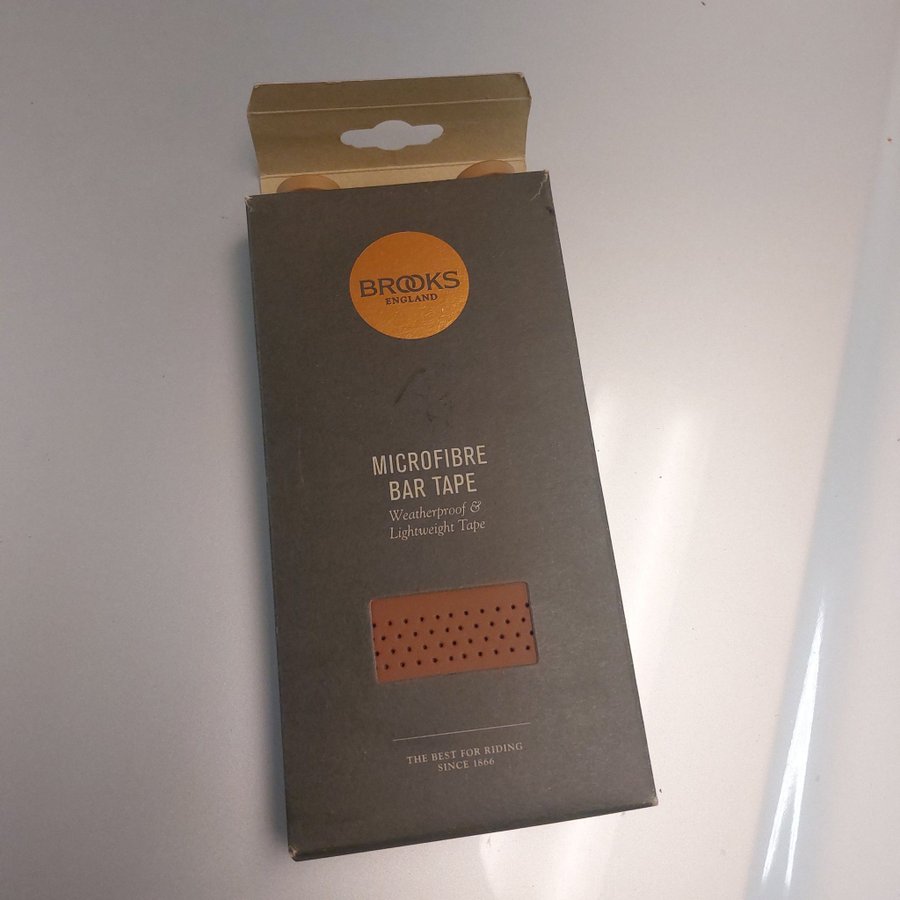 BROOKS
ENGLAND
MICROFIBRE
BAR TAPE
Weatherproof &
Lightweight Tape
THE BEST FOR RIDING
SINCE 1866